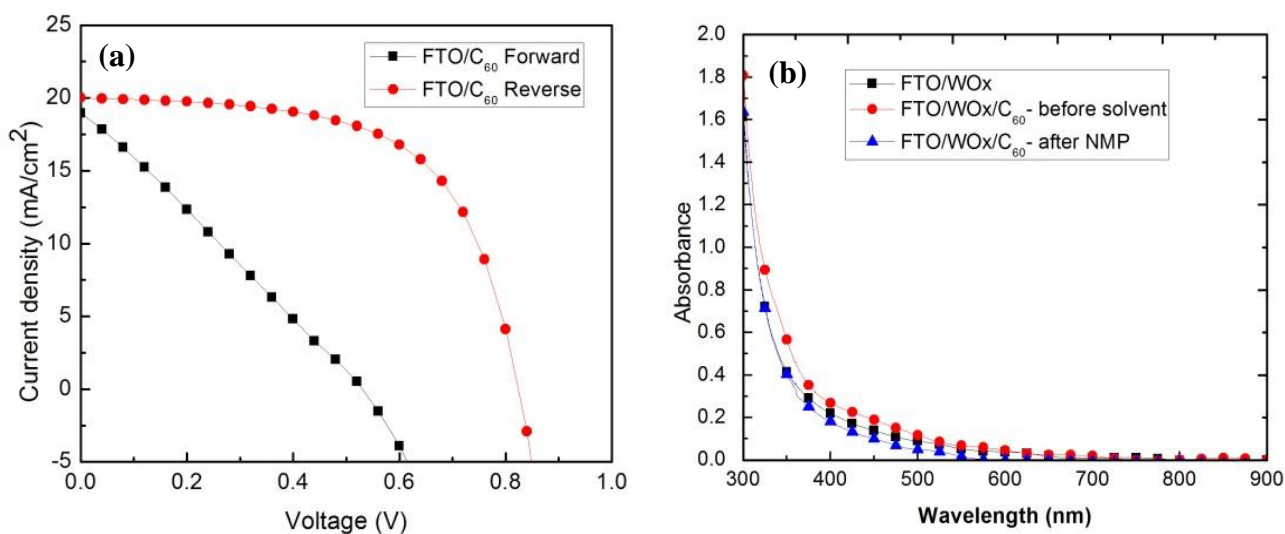 (a)
FTO/C60 Forward
FTO/C60 Reverse
25
20
15
10
5
0
-5
0.0 0.2 0.4 0.6 0.8 1.0
Current density (mA/cm2)
Voltage (V)
(b)
FTO/WOx
FTO/WOx/C60- before solvent
FTO/WOx/C60- after NMP
2.0
1.8
1.6
1.4
1.2
1.0
0.8
0.6
0.4
0.2
0.0
300 400 500 600 700 800 900
Absorbance
Wavelength (nm)